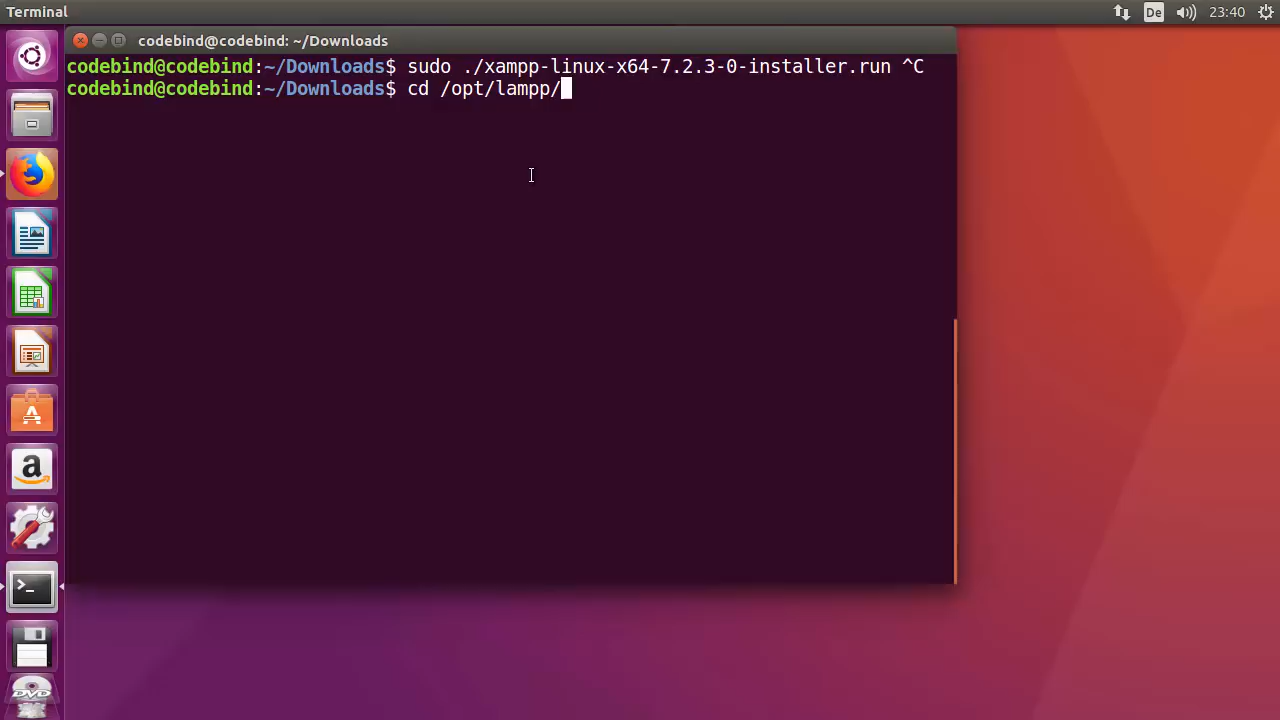 Terminal
De
23:40
codebind@codebind: ~/Downloads
codebind@codebind:~/Downloads$ sudo ./xampp-linux-x64-7.2.3-0-installer.run ^C
codebind@codebind:~/Downloads$ cd /opt/lampp/
A
a
>_
DVD